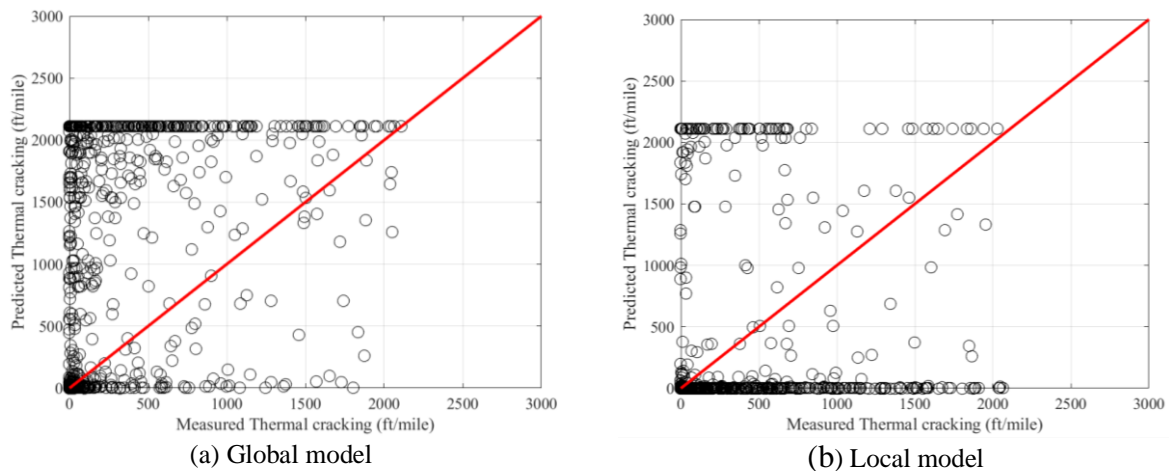 3000
2500
2000
1500
1000
500
0
Predicted Thermal cracking (ft/mile)
0 500 1000 1500 2000 2500 3000
Measured Thermal cracking (ft/mile)
(a) Global model
3000
2500
2000
1500
1000
500
0
Predicted Thermal cracking (ft/mile)
0 500 1000 1500 2000 2500 3000
Measured Thermal cracking (ft/mile)
(b) Local model